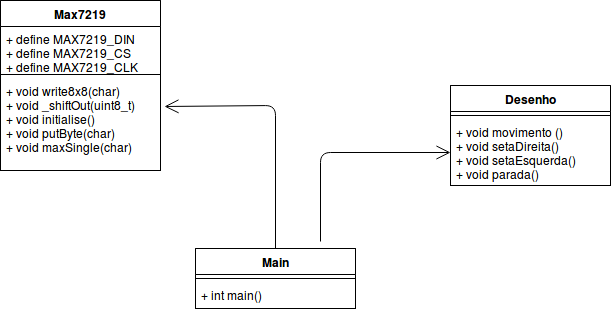 Max7219
+ define MAX7219_DIN
+ define MAX7219_CS
+ define MAX7219_CLK
+ void write8x8(char)
+ void _shiftOut(uint8_t)
+ void initialise()
+ void putByte(char)
+ void maxSingle(char)
Desenho
+ void movimento ()
+ void setaDireita()
+ void setaEsquerda()
+ void parada()
Main
+ int main()